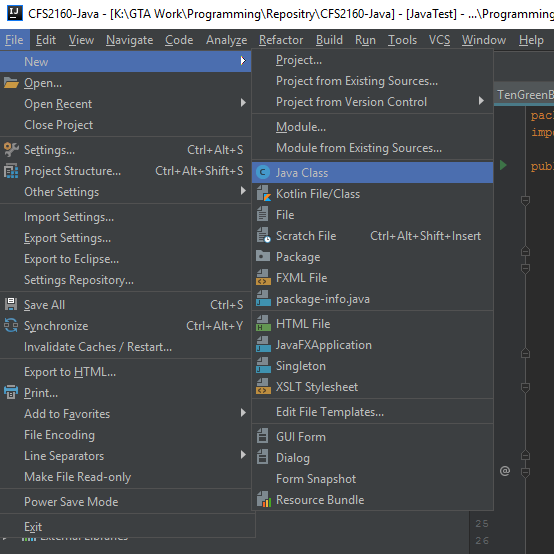 CFS2160-Java - [K:\GTA Work\Programming\Repositry\CFS2160-Java] - [JavaTest] - ...\Programming
File Edit View Navigate Code Analyze Refactor Build Run Tools VCS Window Help
New
Open...
Open Recent
Close Project
Settings... Ctrl+Alt+S
Project Structure... Ctrl+Alt+Shift+S
Other Settings
Import Settings...
Export Settings...
Export to Eclipse...
Settings Repository...
Save All Ctrl+S
Synchronize Ctrl+Alt+Y
Invalidate Caches / Restart...
Export to HTML...
Print...
Add to Favorites
File Encoding
Line Separators
Make File Read-only
Power Save Mode
Exit
External Libraries
Project...
Project from Existing Sources...
Project from Version Control
Module...
Module from Existing Sources...
Java Class
Kotlin File/Class
File
Scratch File Ctrl+Alt+Shift+Insert
Package
FXML File
package-info.java
HTML File
JavaFXApplication
Singleton
XSLT Stylesheet
Edit File Templates...
GUI Form
Dialog
Form Snapshot
Resource Bundle
TenGreenB
pac
impo
publ
@
25
26